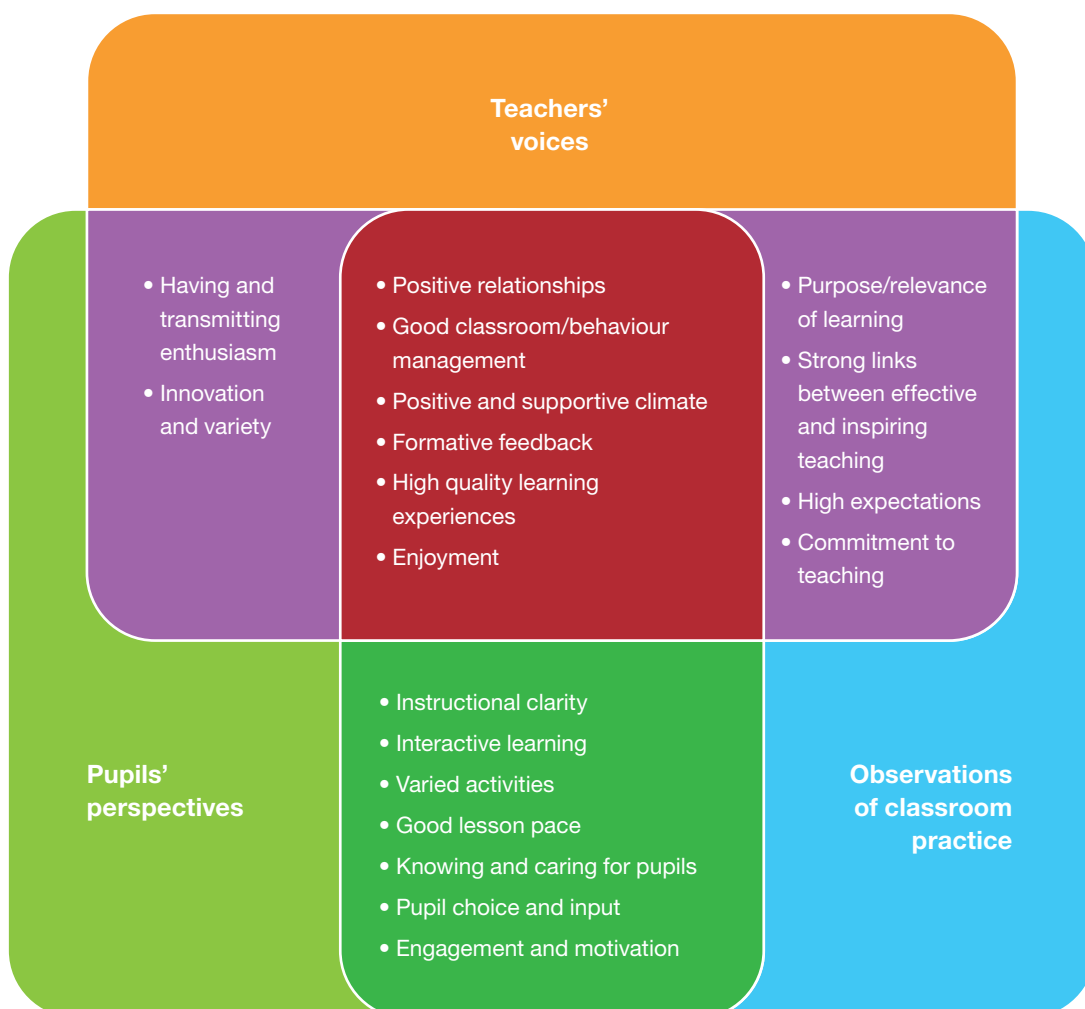 Teachers’
voices
• Having and
transmitting
enthusiasm
• Innovation
and variety
• Positive relationships
• Good classroom/behaviour
management
• Positive and supportive climate
• Formative feedback
• High quality learning
experiences
• Enjoyment
• Purpose/relevance
of learning
• Strong links
between effective
and inspiring
teaching
• High expectations
• Commitment to
teaching
Pupils’
perspectives
• Instructional clarity
• Interactive learning
• Varied activities
• Good lesson pace
• Knowing and caring for pupils
• Pupil choice and input
• Engagement and motivation
Observations
of classroom
practice